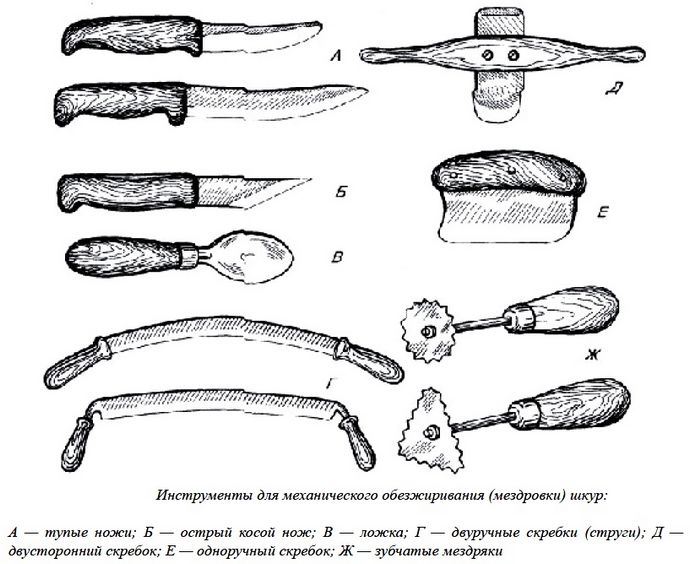 А
Д
Б
Е
В
Ж
Г
Инструменты для механического обезжиривания (мездровки) шкур:
А — тупые ножи; Б — острый косой нож; В — ложка; Г — двуручные скребки (струги); Д —
двусторонний скребок; Е — одноручный скребок; Ж — зубчатые мездряки